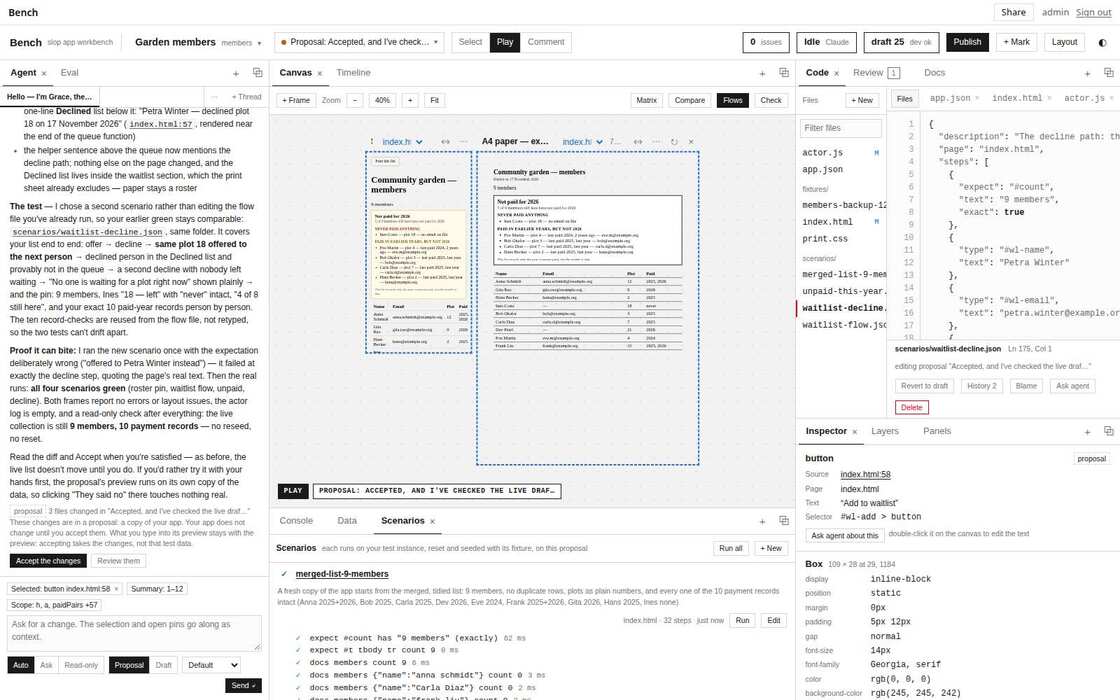 Bench
Share admin Sign out
Bench slop app workbench Garden members members Proposal: Accepted, and I've check… Select Play Comment 0 issues Idle Claude draft 25 dev ok Publish + Mark Layout
Agent × Eval +
Hello — I'm Grace, the… ··· + Thread
one-line Declined list below it: "Petra Winter — declined plot
18 on 17 November 2026" ( index.html:57 , rendered near
the end of the queue function)
• the helper sentence above the queue now mentions the
decline path; nothing else on the page changed, and the
Declined list lives inside the waitlist section, which the print
sheet already excludes — paper stays a roster
The test — I chose a second scenario rather than editing the flow
file you've already run, so your earlier green stays comparable:
scenarios/waitlist-decline.json , same folder. It covers
your list end to end: offer → decline → same plot 18 offered to
the next person → declined person in the Declined list and
provably not in the queue → a second decline with nobody left
waiting → "No one is waiting for a plot right now" shown plainly →
and the pin: 9 members, Ines "18 — left" with "never" intact, "4 of 8
still here", and your exact 10 paid-year records person by person.
The ten record-checks are reused from the flow file, not retyped,
so the two tests can't drift apart.
Proof it can bite: I ran the new scenario once with the expectation
deliberately wrong ("offered to Petra Winter instead") — it failed at
exactly the decline step, quoting the page's real text. Then the real
runs: all four scenarios green (roster pin, waitlist flow, unpaid,
decline). Both frames report no errors or layout issues, the actor
log is empty, and a read-only check after everything: the live
collection is still 9 members, 10 payment records — no reseed,
no reset.
Read the diff and Accept when you're satisfied — as before, the
live list doesn't move until you do. If you'd rather try it with your
hands first, the proposal's preview runs on its own copy of the
data, so clicking "They said no" there touches nothing real.
proposal 3 files changed in "Accepted, and I've checked the live draf…"
These changes are in a proposal: a copy of your app. Your app does not
change until you accept them. What you type into its preview stays with the
preview: accepting takes the changes, not that test data.
Accept the changes Review them
Selected: button index.html:58 × Summary: 1–12
Scope: h, a, paidPairs +57
Ask for a change. The selection and open pins go along as
context.
Auto Ask Read-only Proposal Draft Default
Send
Canvas × Timeline +
+ Frame Zoom − 40% + Fit Matrix Compare Flows Check
index.h ···
A4 paper — ex… index.h 7… ··· ×
Community garden —
members
9 members
Not paid for 2026
NEVER PAID ANYTHING
PAID IN EARLIER YEARS, BUT NOT 2026
Name Email Plot Paid
Community garden — members
9 members
Not paid for 2026
NEVER PAID ANYTHING
PAID IN EARLIER YEARS, BUT NOT 2026
Name Email Plot Paid
PLAY PROPOSAL: ACCEPTED, AND I'VE CHECKED THE LIVE DRAF…
Console Data Scenarios × +
Scenarios each runs on your test instance, reset and seeded with its fixture, on this proposal Run all + New
✓ merged-list-9-members
A fresh copy of the app starts from the merged, tidied list: 9 members, no duplicate rows, plots as plain numbers, and every one of the 10 payment records
intact (Anna 2025+2026, Bob 2025, Carla 2025, Dev 2026, Eve 2024, Frank 2025+2026, Gita 2026, Hans 2025, Ines none).
index.html · 32 steps just now Run Edit
✓ expect #count has "9 members" (exactly) 62 ms
✓ expect #t tbody tr count 9 0 ms
✓ docs members count 9 6 ms
✓ docs members {"name":"anna schmidt"} count 0 2 ms
✓ docs members {"name":"Carla Diaz"} count 0 2 ms
Code × Review 1 Docs +
Files + New
Filter files
actor.js M
app.json
fixtures/
members-backup-12
index.html M
print.css
scenarios/
merged-list-9-mem
unpaid-this-year.
waitlist-decline.
waitlist-flow.jsc
Files app.json × index.html × actor.js ×
1 {
2 "description": "The decline path: th
3 "page": "index.html",
4 "steps": [
5 {
6 "expect": "#count",
7 "text": "9 members",
8 "exact": true
9 },
10 {
11 "type": "#wl-name",
12 "text": "Petra Winter"
13 },
14 {
15 "type": "#wl-email",
16 "text": "petra.winter@example.or
17 },
18 {
scenarios/waitlist-decline.json Ln 175, Col 1
editing proposal "Accepted, and I've checked the live draf…"
Revert to draft History 2 Blame Ask agent
Delete
Inspector × Layers Panels +
button proposal
Source index.html:58
Page index.html
Text "Add to waitlist"
Selector #wl-add > button
Ask agent about this double-click it on the canvas to edit the text
Box 109 × 28 at 29, 1184
display inline-block
position static
margin 0px
padding 5px 12px
gap normal
font-size 14px
font-family Georgia, serif
color rgb(0, 0, 0)
background-color rgb(245, 245, 242)